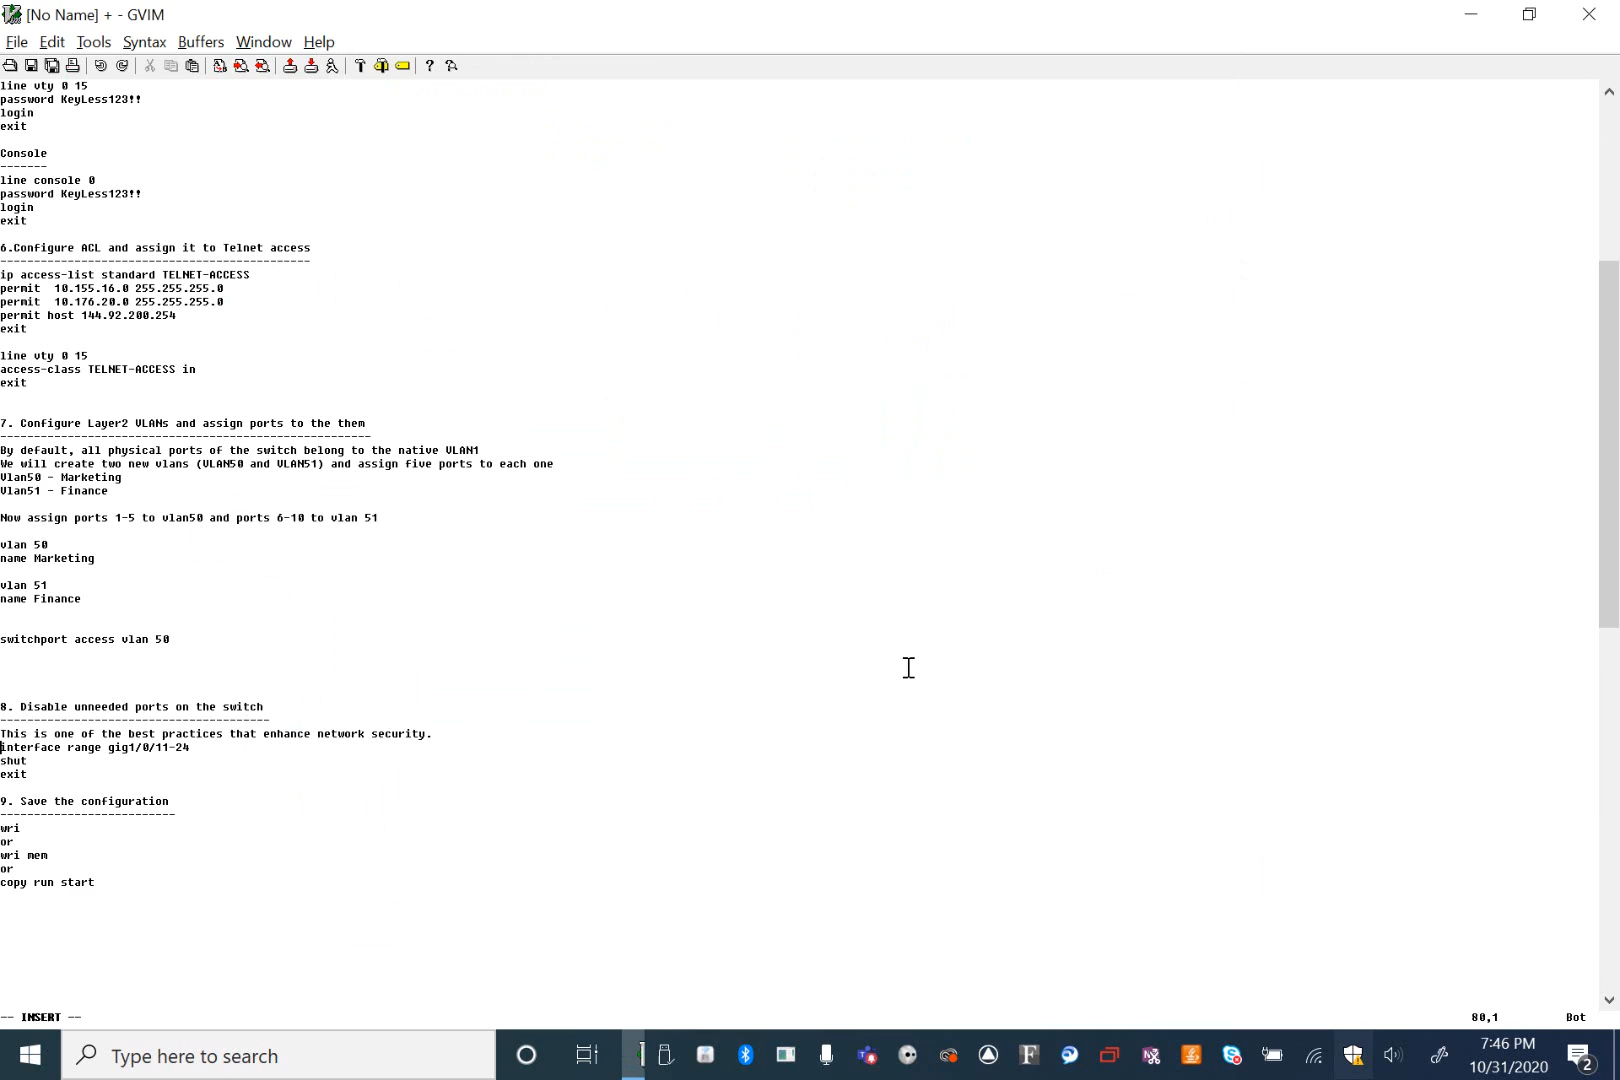 [No Name] + - GVIM
File Edit Tools Syntax Buffers Window Help
line vty 0 15
password KeyLess123!!
login
exit
Console
-------
line console 0
password KeyLess123!!
login
exit
6.Configure ACL and assign it to Telnet access
----------------------------------------------
ip access-list standard TELNET-ACCESS
permit  10.155.16.0 255.255.255.0
permit  10.176.20.0 255.255.255.0
permit host 144.92.200.254
exit
line vty 0 15
access-class TELNET-ACCESS in
exit
7. Configure Layer2 VLANs and assign ports to the them
-------------------------------------------------------
By default, all physical ports of the switch belong to the native VLAN1
We will create two new vlans (VLAN50 and VLAN51) and assign five ports to each one
Vlan50 - Marketing
Vlan51 - Finance
Now assign ports 1-5 to vlan50 and ports 6-10 to vlan 51
vlan 50
name Marketing
vlan 51
name Finance
switchport access vlan 50
8. Disable unneeded ports on the switch
----------------------------------------
This is one of the best practices that enhance network security.
interface range gig1/0/11-24
shut
exit
9. Save the configuration
--------------------------
wri
or
wri mem
or
copy run start
-- INSERT -- 80,1 Bot
Type here to search
7:46 PM
10/31/2020
2